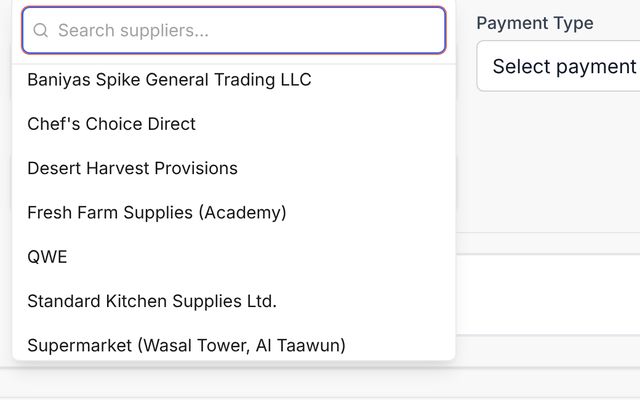 Search suppliers...
Payment Type
Select payment
Baniyas Spike General Trading LLC
Chef's Choice Direct
Desert Harvest Provisions
Fresh Farm Supplies (Academy)
QWE
Standard Kitchen Supplies Ltd.
Supermarket (Wasal Tower, Al Taawun)